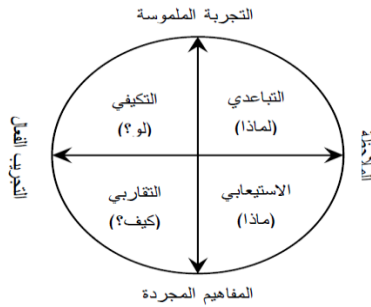 التجربة الملموسة
التباعدي
(لماذا)
التكيفي
(لو؟)
الملاحظة
التجريب الفعال
الاستيعابي
(ماذا)
التقاربي
(كيف؟)
المفاهيم المجردة